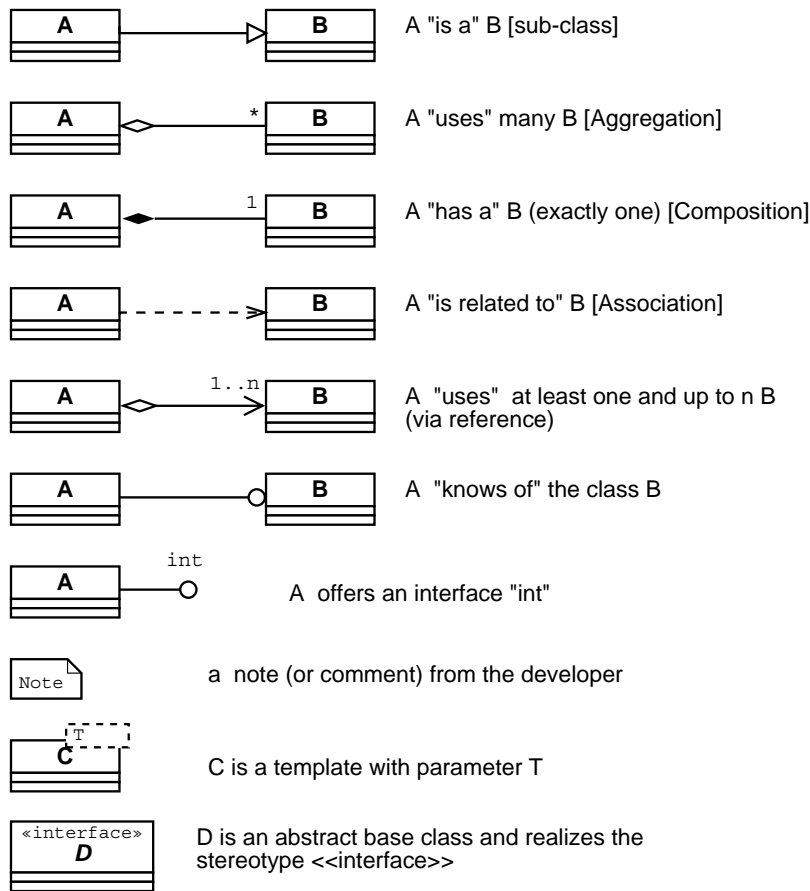 A B A "is a" B [sub-class]
A * B A "uses" many B [Aggregation]
A 1 B A "has a" B (exactly one) [Composition]
A B A "is related to" B [Association]
A 1..n B A "uses" at least one and up to n B
(via reference)
A B A "knows of" the class B
int
A A offers an interface "int"
Note a note (or comment) from the developer
T
C C is a template with parameter T
«interface» D is an abstract base class and realizes the
D stereotype <<interface>>